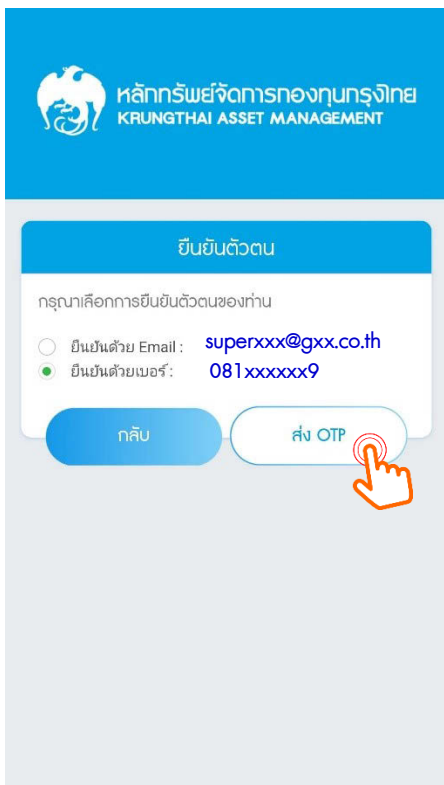 หลักทรัพย์จัดการกองทุนกรุงไทย
KRUNGTHAI ASSET MANAGEMENT
ยืนยันตัวตน
กรุณาเลือกการยืนยันตัวตนของท่าน
ยืนยันด้วย Email : superxxx@gxx.co.th
ยืนยันด้วยเบอร์ : 081xxxxxx9
กลับ ส่ง OTP